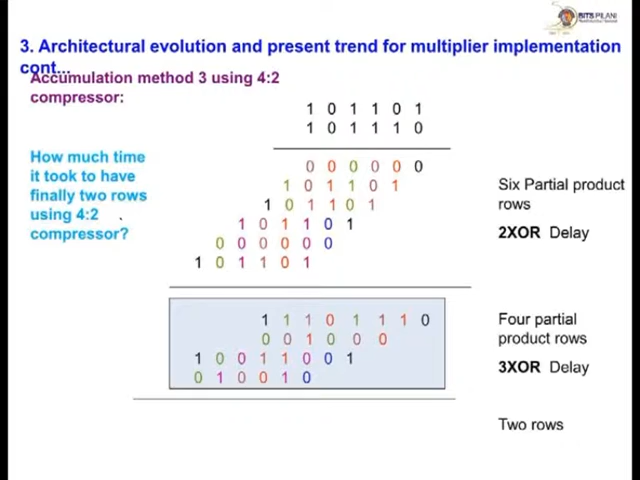 BITS PILANI
3. Architectural evolution and present trend for multiplier implementation
cont...
Accumulation method 3 using 4:2
compressor:
1 0 1 1 0 1
1 0 1 1 1 0
How much time
it took to have
finally two rows
using 4:2
compressor?
0 0 0 0 0 0
1 0 1 1 0 1
1 0 1 1 0 1
1 0 1 1 0 1
0 0 0 0 0 0
1 0 1 1 0 1
Six Partial product
rows
2XOR Delay
1 1 1 0 1 1 1 0
0 0 1 0 0 0
1 0 0 1 1 0 0 1
0 1 0 0 1 0
Four partial
product rows
3XOR Delay
Two rows